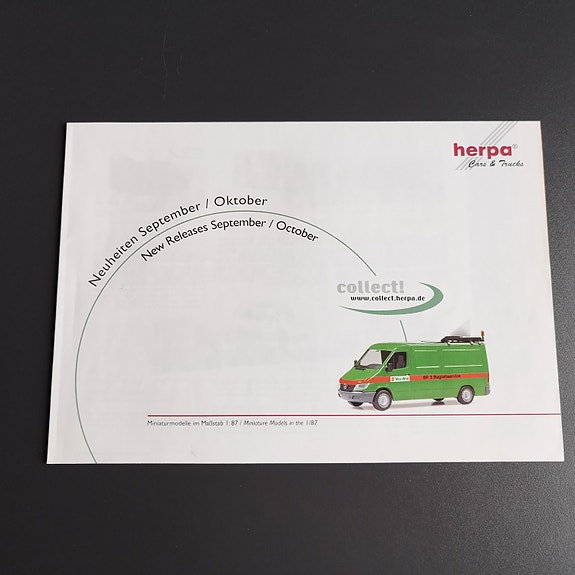 herpa®
Cars & Trucks
Neuheiten September / Oktober
New Releases September / October
collect!
www.collect.herpa.de
Miniaturmodelle im Maßstab 1:87 / Miniature Models in the 1/87